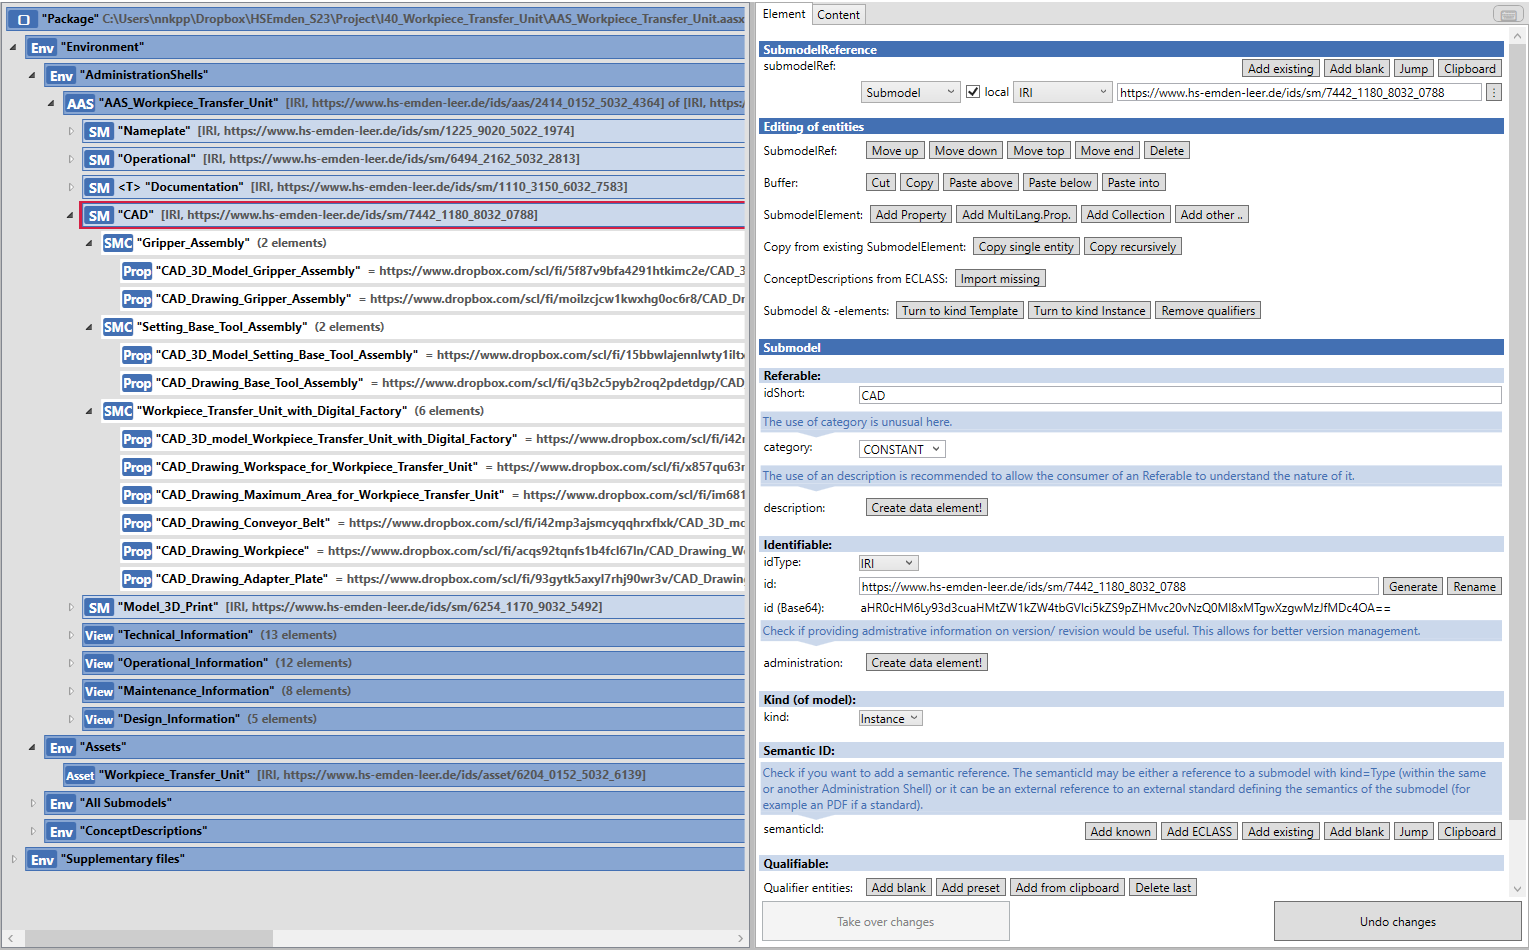 "Package" C:\Users\nnkpp\Dropbox\HSEmden_S23\Project\I40_Workpiece_Transfer_Unit\AAS_Workpiece_Transfer_Unit.aasx
Env "Environment"
Env "AdministrationShells"
AAS "AAS_Workpiece_Transfer_Unit" [IRI, https://www.hs-emden-leer.de/ids/aas/2414_0152_5032_4364] of [IRI, https:/
SM "Nameplate" [IRI, https://www.hs-emden-leer.de/ids/sm/1225_9020_5022_1974]
SM "Operational" [IRI, https://www.hs-emden-leer.de/ids/sm/6494_2162_5032_2813]
SM <T> "Documentation" [IRI, https://www.hs-emden-leer.de/ids/sm/1110_3150_6032_7583]
SM "CAD" [IRI, https://www.hs-emden-leer.de/ids/sm/7442_1180_8032_0788]
SMC "Gripper_Assembly" (2 elements)
Prop "CAD_3D_Model_Gripper_Assembly" = https://www.dropbox.com/scl/fi/5f87v9bfa4291htkimc2e/CAD_3
Prop "CAD_Drawing_Gripper_Assembly" = https://www.dropbox.com/scl/fi/moilzcjcw1kwxhg0oc6r8/CAD_Dr
SMC "Setting_Base_Tool_Assembly" (2 elements)
Prop "CAD_3D_Model_Setting_Base_Tool_Assembly" = https://www.dropbox.com/scl/fi/15bbwlajennlwty1iltx
Prop "CAD_Drawing_Base_Tool_Assembly" = https://www.dropbox.com/scl/fi/q3b2c5pyb2roq2pdetdgp/CAD
SMC "Workpiece_Transfer_Unit_with_Digital_Factory" (6 elements)
Prop "CAD_3D_model_Workpiece_Transfer_Unit_with_Digital_Factory" = https://www.dropbox.com/scl/fi/i42r
Prop "CAD_Drawing_Workspace_for_Workpiece_Transfer_Unit" = https://www.dropbox.com/scl/fi/x857qu63r
Prop "CAD_Drawing_Maximum_Area_for_Workpiece_Transfer_Unit" = https://www.dropbox.com/scl/fi/im681
Prop "CAD_Drawing_Conveyor_Belt" = https://www.dropbox.com/scl/fi/i42mp3ajsmcyqqhrxflxk/CAD_3D_mo
Prop "CAD_Drawing_Workpiece" = https://www.dropbox.com/scl/fi/acqs92tqnfs1b4fcl67ln/CAD_Drawing_W
Prop "CAD_Drawing_Adapter_Plate" = https://www.dropbox.com/scl/fi/93gytk5axyl7rhj90wr3v/CAD_Drawing
SM "Model_3D_Print" [IRI, https://www.hs-emden-leer.de/ids/sm/6254_1170_9032_5492]
View "Technical_Information" (13 elements)
View "Operational_Information" (12 elements)
View "Maintenance_Information" (8 elements)
View "Design_Information" (5 elements)
Env "Assets"
Asset "Workpiece_Transfer_Unit" [IRI, https://www.hs-emden-leer.de/ids/asset/6204_0152_5032_6139]
Env "All Submodels"
Env "ConceptDescriptions"
Env "Supplementary files"
Element Content
SubmodelReference
submodelRef: Add existing Add blank Jump Clipboard
Submodel local IRI https://www.hs-emden-leer.de/ids/sm/7442_1180_8032_0788
Editing of entities
SubmodelRef: Move up Move down Move top Move end Delete
Buffer: Cut Copy Paste above Paste below Paste into
SubmodelElement: Add Property Add MultiLang.Prop. Add Collection Add other ..
Copy from existing SubmodelElement: Copy single entity Copy recursively
ConceptDescriptions from ECLASS: Import missing
Submodel & -elements: Turn to kind Template Turn to kind Instance Remove qualifiers
Submodel
Referable:
idShort: CAD
The use of category is unusual here.
category: CONSTANT
The use of an description is recommended to allow the consumer of an Referable to understand the nature of it.
description: Create data element!
Identifiable:
idType: IRI
id: https://www.hs-emden-leer.de/ids/sm/7442_1180_8032_0788 Generate Rename
id (Base64): aHR0cHM6Ly93d3cuaHMtZW1kZW4tbGVlci5kZS9pZHMvc20vNzQ0Ml8xMTgwXzgwMzJfMDc4OA==
Check if providing admistrative information on version/ revision would be useful. This allows for better version management.
administration: Create data element!
Kind (of model):
kind: Instance
Semantic ID:
Check if you want to add a semantic reference. The semanticId may be either a reference to a submodel with kind=Type (within the same
or another Administration Shell) or it can be an external reference to an external standard defining the semantics of the submodel (for
example an PDF if a standard).
semanticId: Add known Add ECLASS Add existing Add blank Jump Clipboard
Qualifiable:
Qualifier entities: Add blank Add preset Add from clipboard Delete last
Take over changes Undo changes